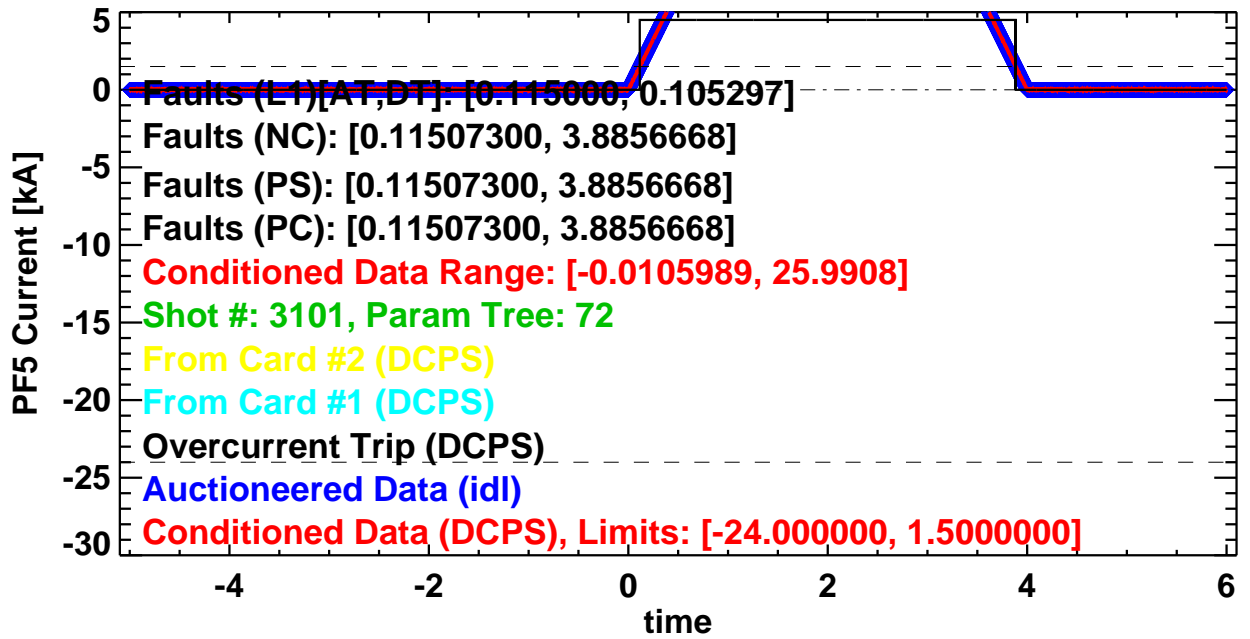 5
0
-5
-10
-15
-20
-25
-30
PF5 Current [kA]
Faults (L1)[AT,DT]: [0.115000, 0.105297]
Faults (NC): [0.11507300, 3.8856668]
Faults (PS): [0.11507300, 3.8856668]
Faults (PC): [0.11507300, 3.8856668]
Conditioned Data Range: [-0.0105989, 25.9908]
Shot #: 3101, Param Tree: 72
From Card #2 (DCPS)
From Card #1 (DCPS)
Overcurrent Trip (DCPS)
Auctioneered Data (idl)
Conditioned Data (DCPS), Limits: [-24.000000, 1.5000000]
-4 -2 0 2 4 6
time